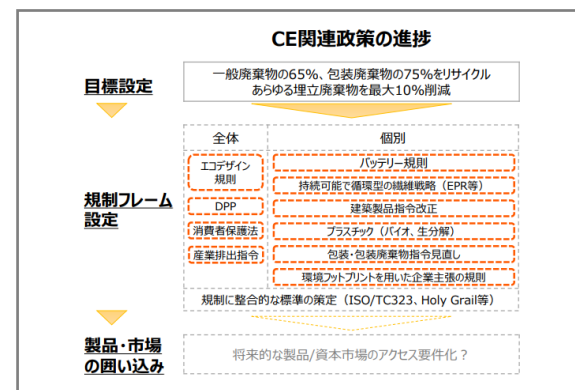 CE関連政策の進捗
目標設定
一般廃棄物の65%、包装廃棄物の75%をリサイクル
あらゆる埋立廃棄物を最大10%削減
規制フレーム
設定
全体
個別
エコデザイン
規則
DPP
消費者保護法
産業排出指令
バッテリー規則
持続可能で循環型の繊維戦略（EPR等）
建築製品指令改正
プラスチック（バイオ、生分解）
包装・包装廃棄物指令見直し
環境フットプリントを用いた企業主張の規則
規制に整合的な標準の策定（ISO/TC323、Holy Grail等）
製品・市場
の囲い込み
将来的な製品/資本市場のアクセス要件化？